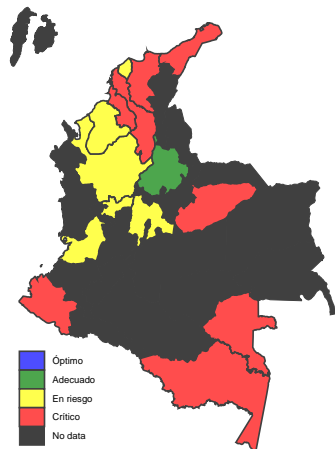 Óptimo
Adecuado
En riesgo
Crítico
No data